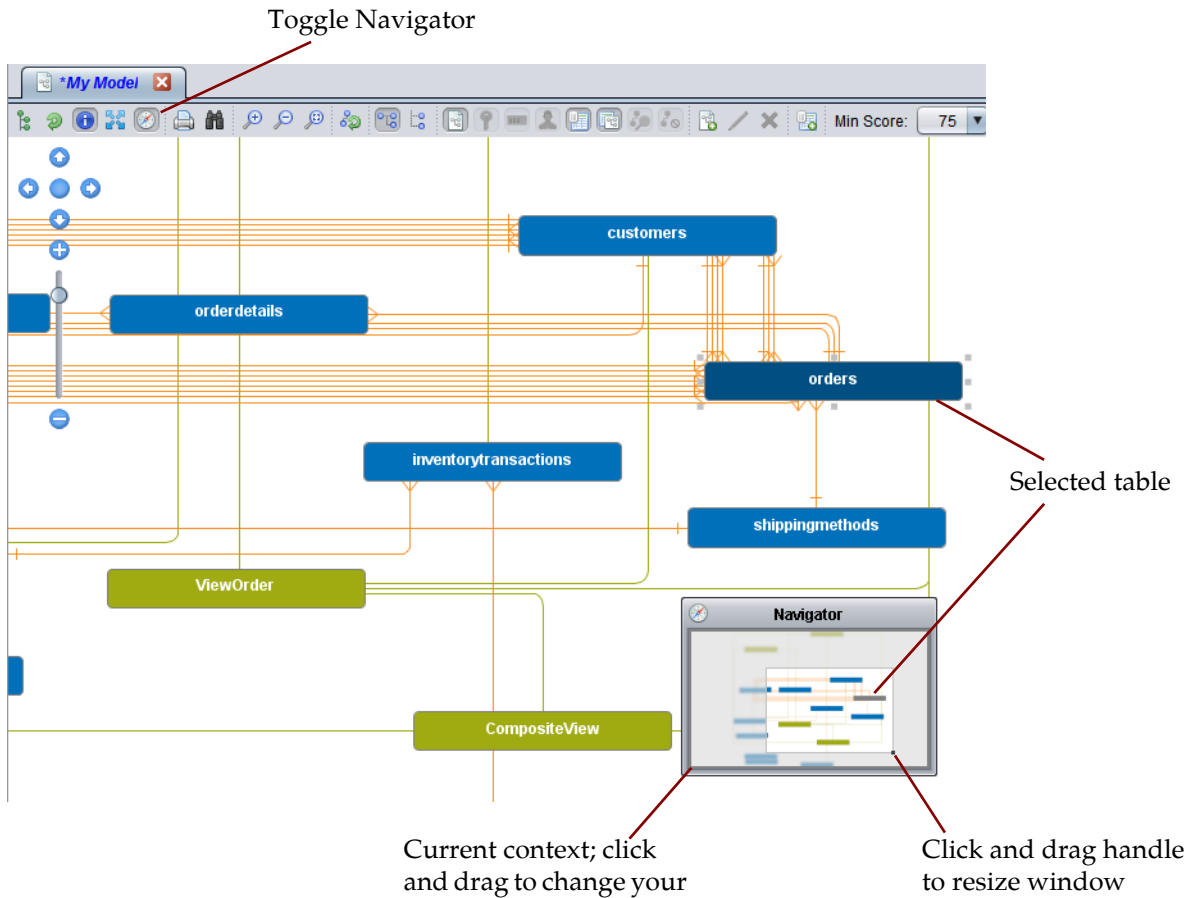 Toggle Navigator
*My Model
Min Score: 75
customers
orderdetails
orders
inventorytransactions
Selected table
shippingmethods
ViewOrder
Navigator
CompositeView
Current context; click
and drag to change your
Click and drag handle
to resize window